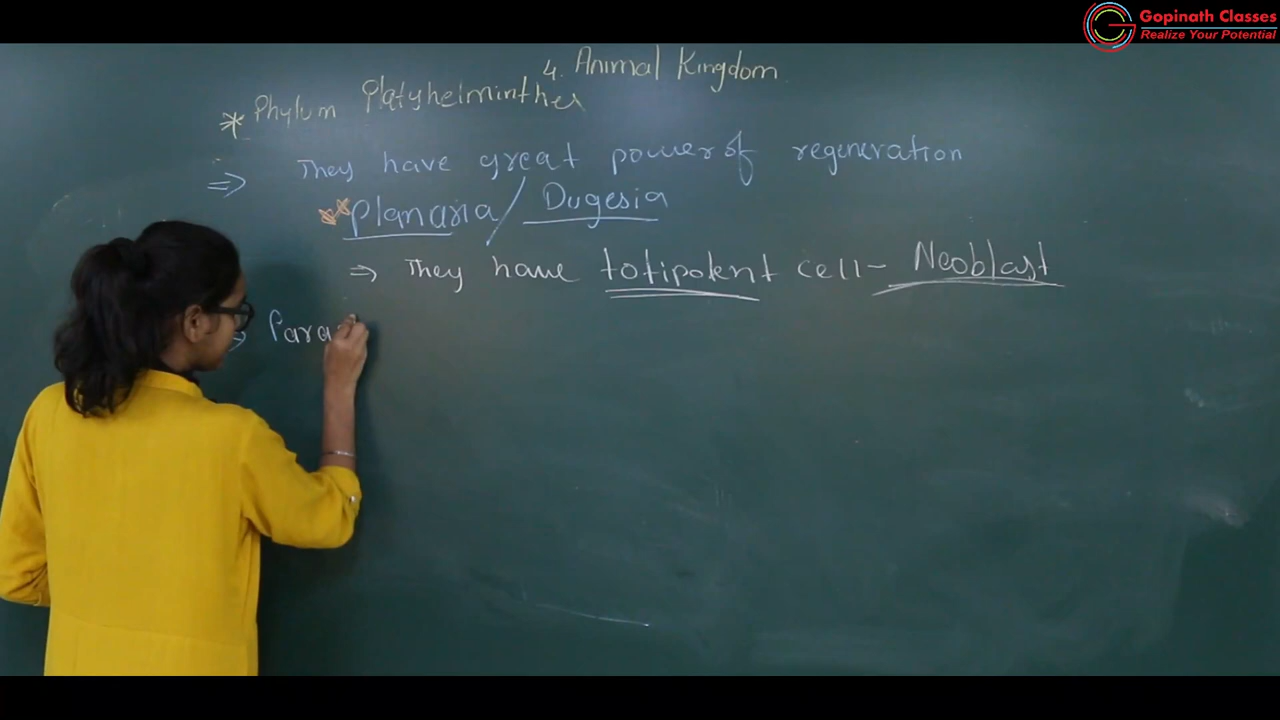 Gopinath Classes
Realize Your Potential
4. Animal Kingdom
* Phylum Platyhelminthes
⇒ They have great power of regeneration
Planaria / Dugesia
⇒ They have totipotent cell - Neoblast
⇒ Para